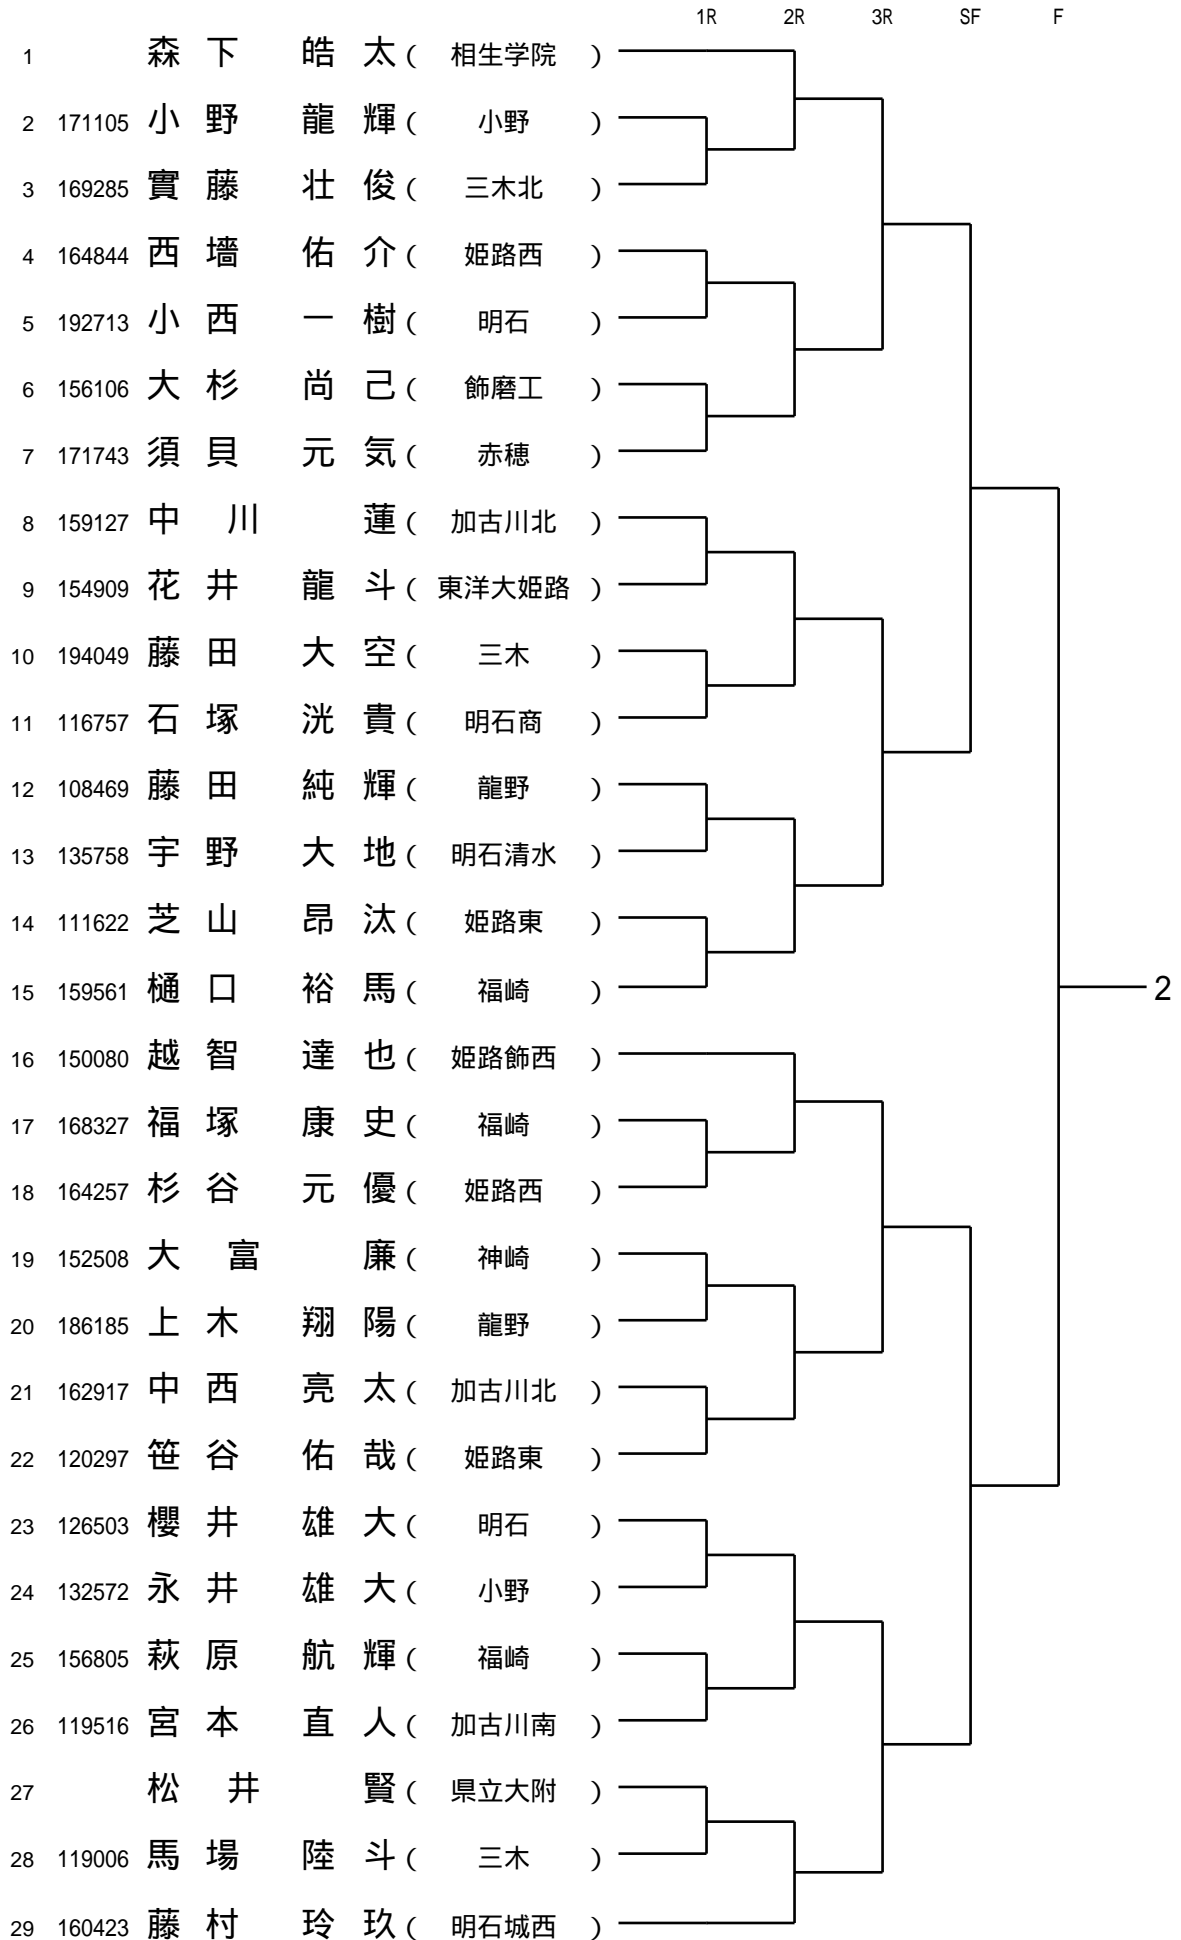 1R 2R 3R SF F
1 森下 皓太 ( 相生学院 )
2 171105 小野 龍輝 ( 小野 )
3 169285 實藤 壮俊 ( 三木北 )
4 164844 西墻 佑介 ( 姫路西 )
5 192713 小西 一樹 ( 明石 )
6 156106 大杉 尚己 ( 飾磨工 )
7 171743 須貝 元気 ( 赤穂 )
8 159127 中川 蓮 ( 加古川北 )
9 154909 花井 龍斗 ( 東洋大姫路 )
10 194049 藤田 大空 ( 三木 )
11 116757 石塚 洸貴 ( 明石商 )
12 108469 藤田 純輝 ( 龍野 )
13 135758 宇野 大地 ( 明石清水 )
14 111622 芝山 昂汰 ( 姫路東 )
15 159561 樋口 裕馬 ( 福崎 )
2
16 150080 越智 達也 ( 姫路飾西 )
17 168327 福塚 康史 ( 福崎 )
18 164257 杉谷 元優 ( 姫路西 )
19 152508 大富 廉 ( 神崎 )
20 186185 上木 翔陽 ( 龍野 )
21 162917 中西 亮太 ( 加古川北 )
22 120297 笹谷 佑哉 ( 姫路東 )
23 126503 櫻井 雄大 ( 明石 )
24 132572 永井 雄大 ( 小野 )
25 156805 萩原 航輝 ( 福崎 )
26 119516 宮本 直人 ( 加古川南 )
27 松井 賢 ( 県立大附 )
28 119006 馬場 陸斗 ( 三木 )
29 160423 藤村 玲玖 ( 明石城西 )